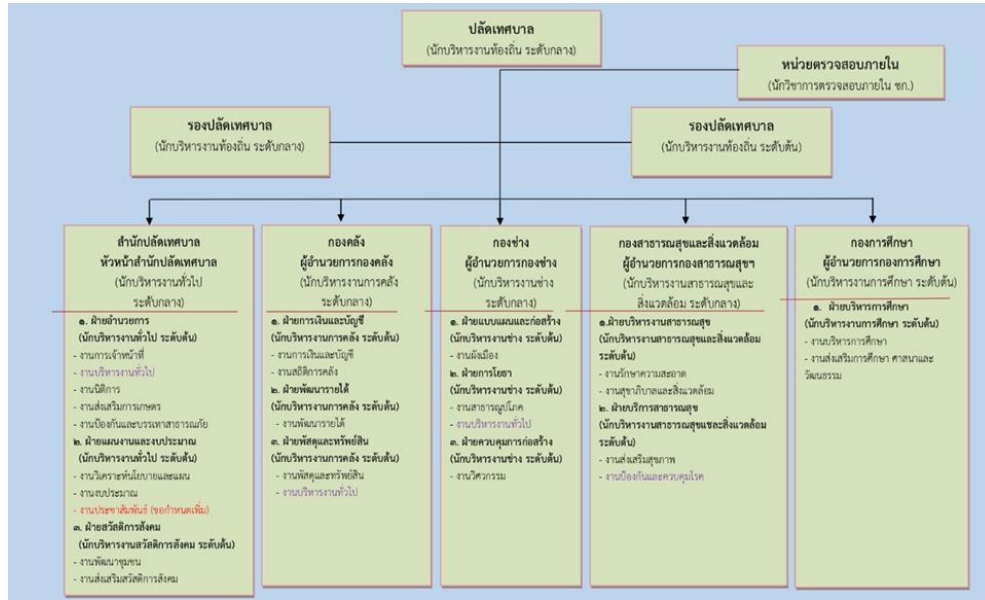 ปลัดเทศบาล
(นักบริหารงานท้องถิ่น ระดับกลาง)
หน่วยตรวจสอบภายใน
(นักวิชาการตรวจสอบภายใน ชก.)
รองปลัดเทศบาล
(นักบริหารงานท้องถิ่น ระดับกลาง)
รองปลัดเทศบาล
(นักบริหารงานท้องถิ่น ระดับต้น)
สำนักปลัดเทศบาล
หัวหน้าสำนักปลัดเทศบาล
(นักบริหารงานทั่วไป
ระดับกลาง)
๑. ฝ่ายอำนวยการ
(นักบริหารงานทั่วไป ระดับต้น)
- งานการเจ้าหน้าที่
- งานบริหารงานทั่วไป
- งานนิติการ
- งานส่งเสริมการเกษตร
- งานป้องกันและบรรเทาสาธารณภัย
๒. ฝ่ายแผนงานและงบประมาณ
(นักบริหารงานทั่วไป ระดับต้น)
- งานวิเคราะห์นโยบายและแผน
- งานงบประมาณ
- งานประชาสัมพันธ์ (ขอกำหนดเพิ่ม)
๓. ฝ่ายสวัสดิการสังคม
(นักบริหารงานสวัสดิการสังคม ระดับต้น)
- งานพัฒนาชุมชน
- งานส่งเสริมสวัสดิการสังคม
กองคลัง
ผู้อำนวยการกองคลัง
(นักบริหารงานการคลัง
ระดับกลาง)
๑. ฝ่ายการเงินและบัญชี
(นักบริหารงานการคลัง ระดับต้น)
- งานการเงินและบัญชี
- งานสถิติการคลัง
๒. ฝ่ายพัฒนารายได้
(นักบริหารงานการคลัง ระดับต้น)
- งานพัฒนารายได้
๓. ฝ่ายพัสดุและทรัพย์สิน
(นักบริหารงานการคลัง ระดับต้น)
- งานพัสดุและทรัพย์สิน
- งานบริหารงานทั่วไป
กองช่าง
ผู้อำนวยการกองช่าง
(นักบริหารงานช่าง
ระดับกลาง)
๑. ฝ่ายแบบแผนและก่อสร้าง
(นักบริหารงานช่าง ระดับต้น)
- งานผังเมือง
๒. ฝ่ายการโยธา
(นักบริหารงานช่าง ระดับต้น)
- งานสาธารณูปโภค
- งานบริหารงานทั่วไป
๓. ฝ่ายควบคุมการก่อสร้าง
(นักบริหารงานช่าง ระดับต้น)
- งานวิศวกรรม
กองสาธารณสุขและสิ่งแวดล้อม
ผู้อำนวยการกองสาธารณสุขฯ
(นักบริหารงานสาธารณสุขและ
สิ่งแวดล้อม ระดับกลาง)
๑.ฝ่ายบริหารงานสาธารณสุข
(นักบริหารงานสาธารณสุขและสิ่งแวดล้อม
ระดับต้น)
- งานรักษาความสะอาด
- งานสุขาภิบาลและสิ่งแวดล้อม
๒. ฝ่ายบริการสาธารณสุข
(นักบริหารงานสาธารณสุขแชละสิ่งแวดล้อม
ระดับต้น)
- งานส่งเสริมสุขภาพ
- งานป้องกันและควบคุมโรค
กองการศึกษา
ผู้อำนวยการกองการศึกษา
(นักบริหารงานการศึกษา ระดับต้น)
๑. ฝ่ายบริหารการศึกษา
(นักบริหารงานการศึกษา ระดับต้น)
- งานบริหารการศึกษา
- งานส่งเสริมการศึกษา ศาสนาและ
วัฒนธรรม